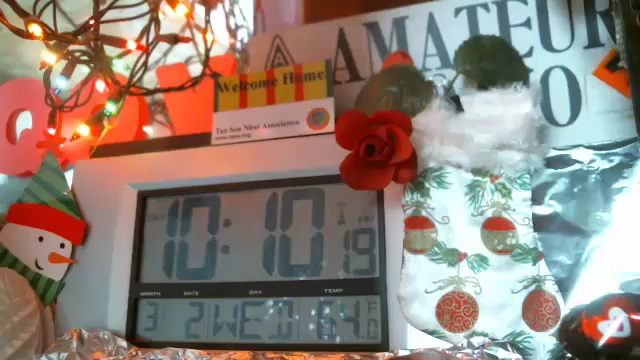 AMATEUR
Welcome Home
Tan Son Nhut Association
10:10 19
MONTH DATE DAY TEMP
3 2 WED 64.